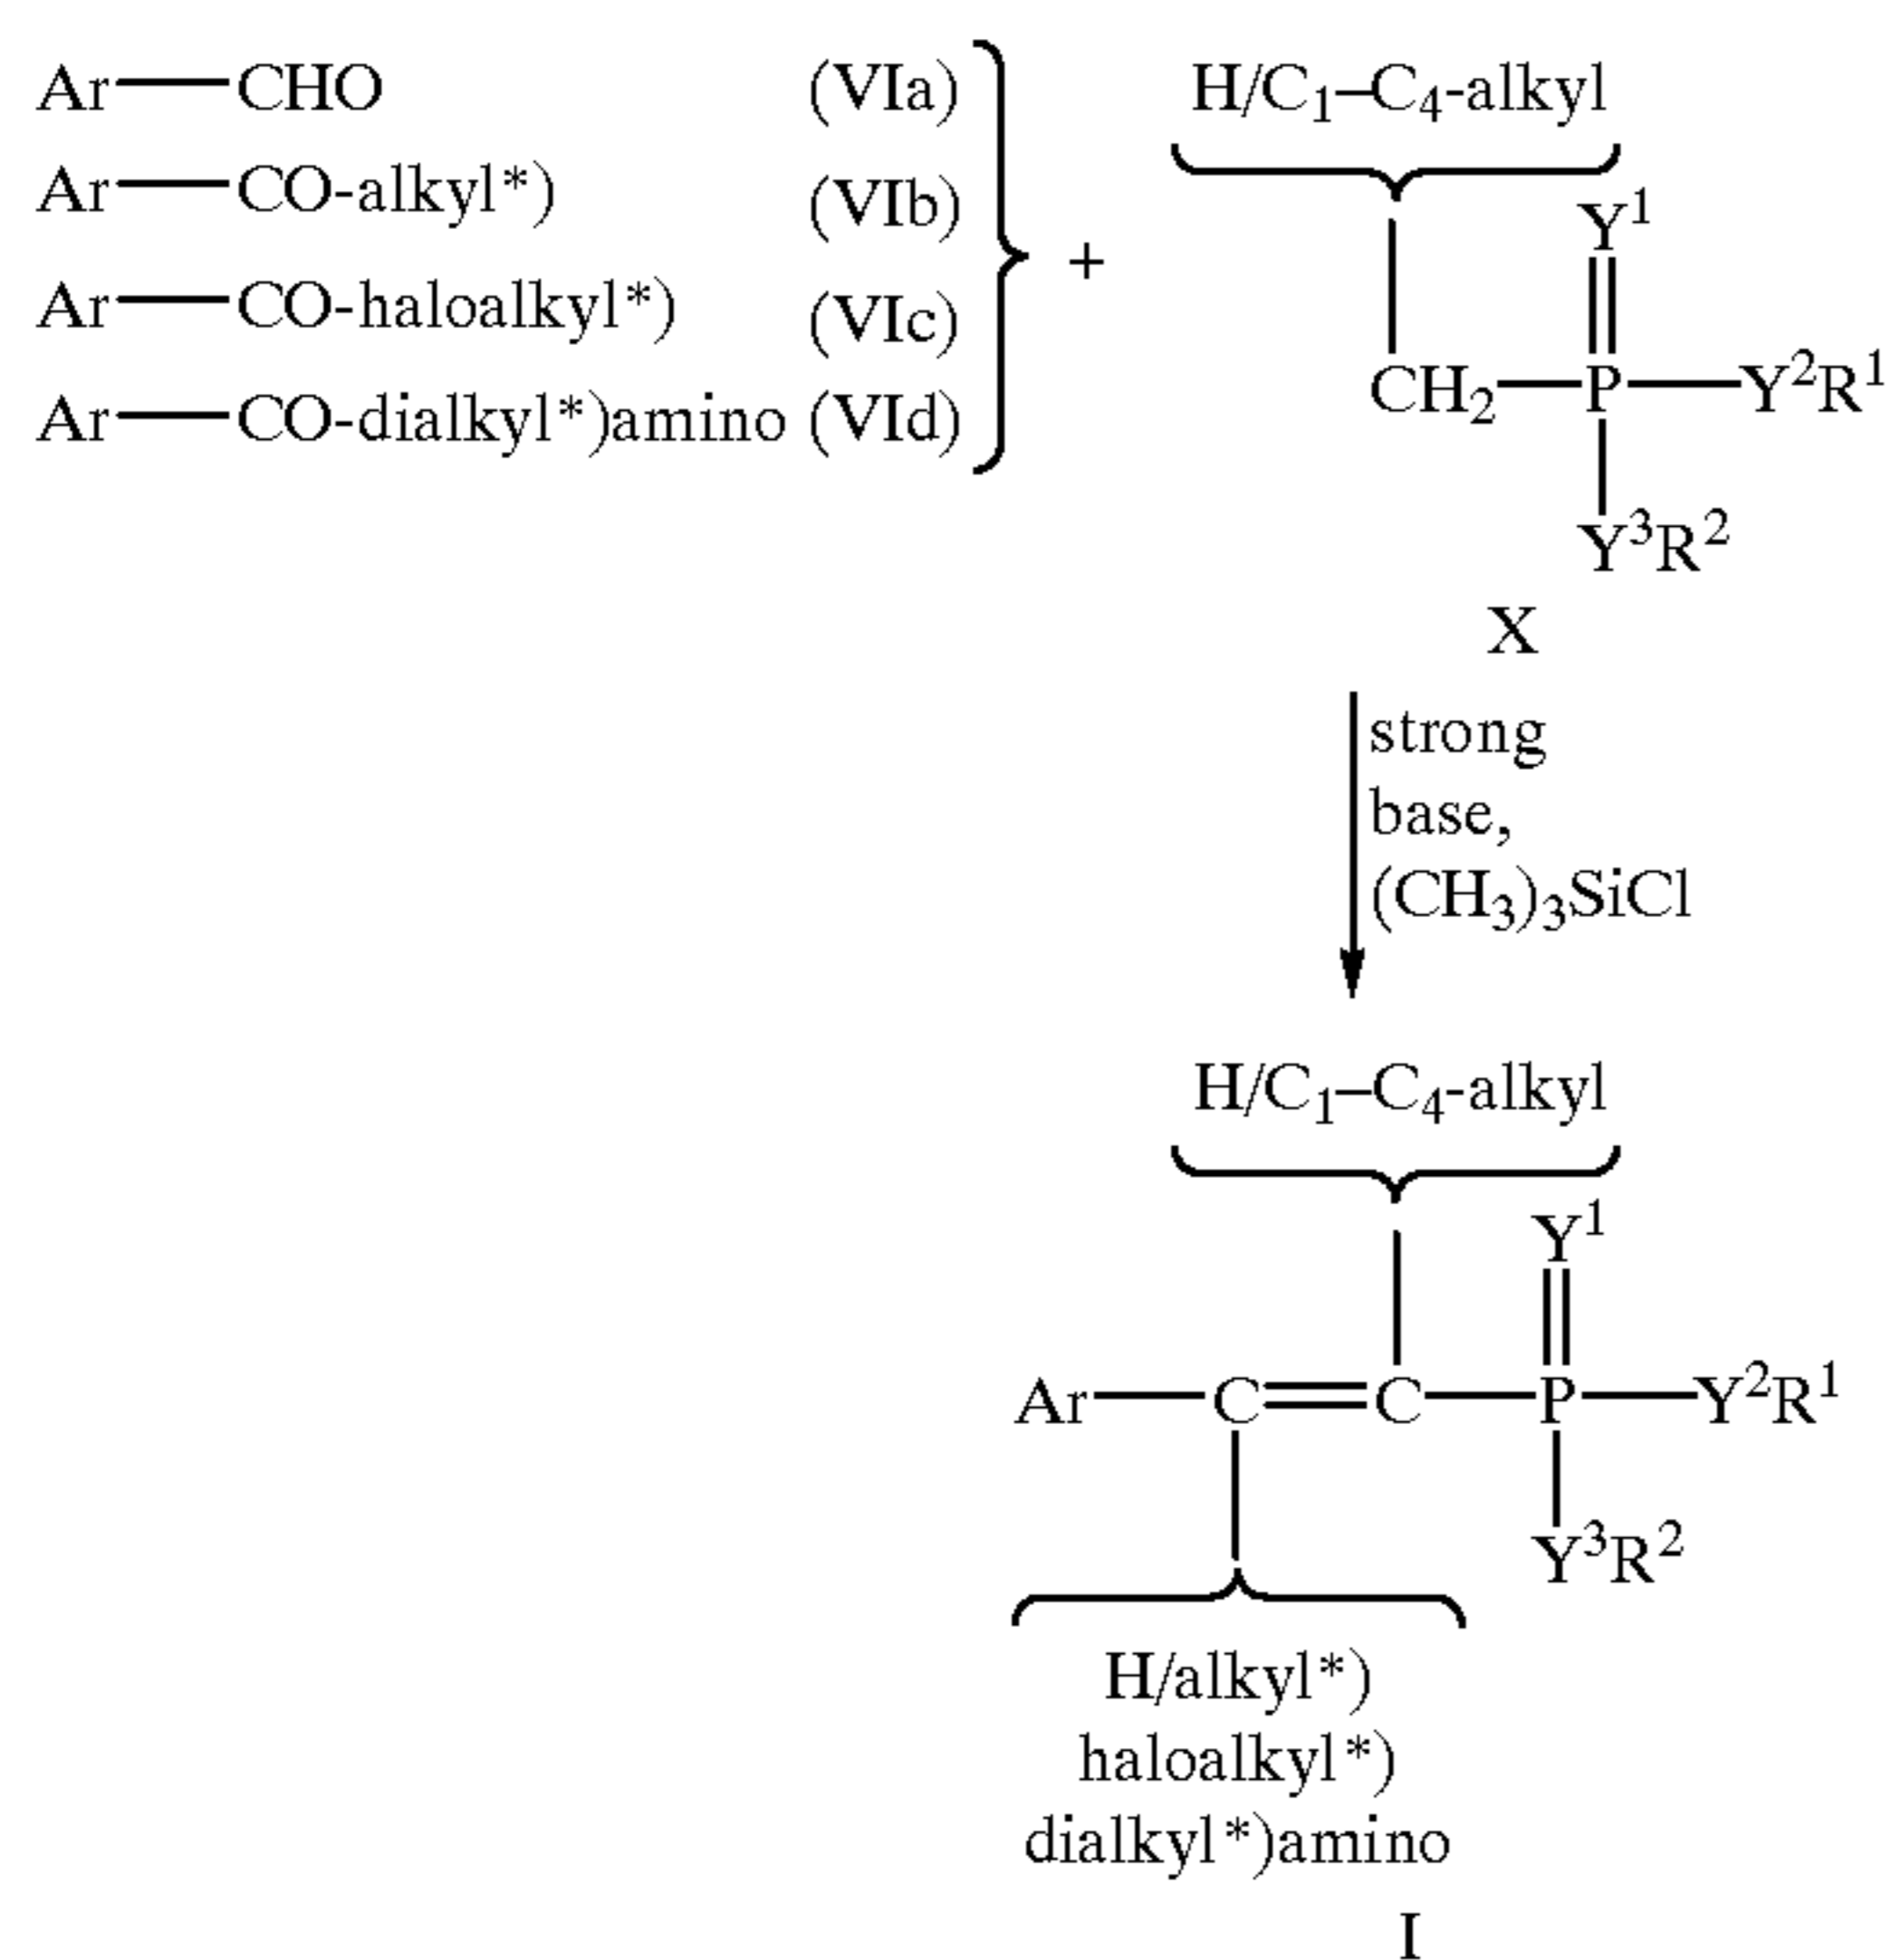 Ar—CHO (VIa)
Ar—CO-alkyl*) (VIb)
Ar—CO-haloalkyl*) (VIc)
Ar—CO-dialkyl*)amino (VId)
+
H/C₁–C₄-alkyl
Y¹
CH₂—P—Y²R¹
Y³R²
X
strong
base,
(CH₃)₃SiCl
H/C₁–C₄-alkyl
Y¹
Ar—C=C—P—Y²R¹
Y³R²
H/alkyl*)
haloalkyl*)
dialkyl*)amino
I